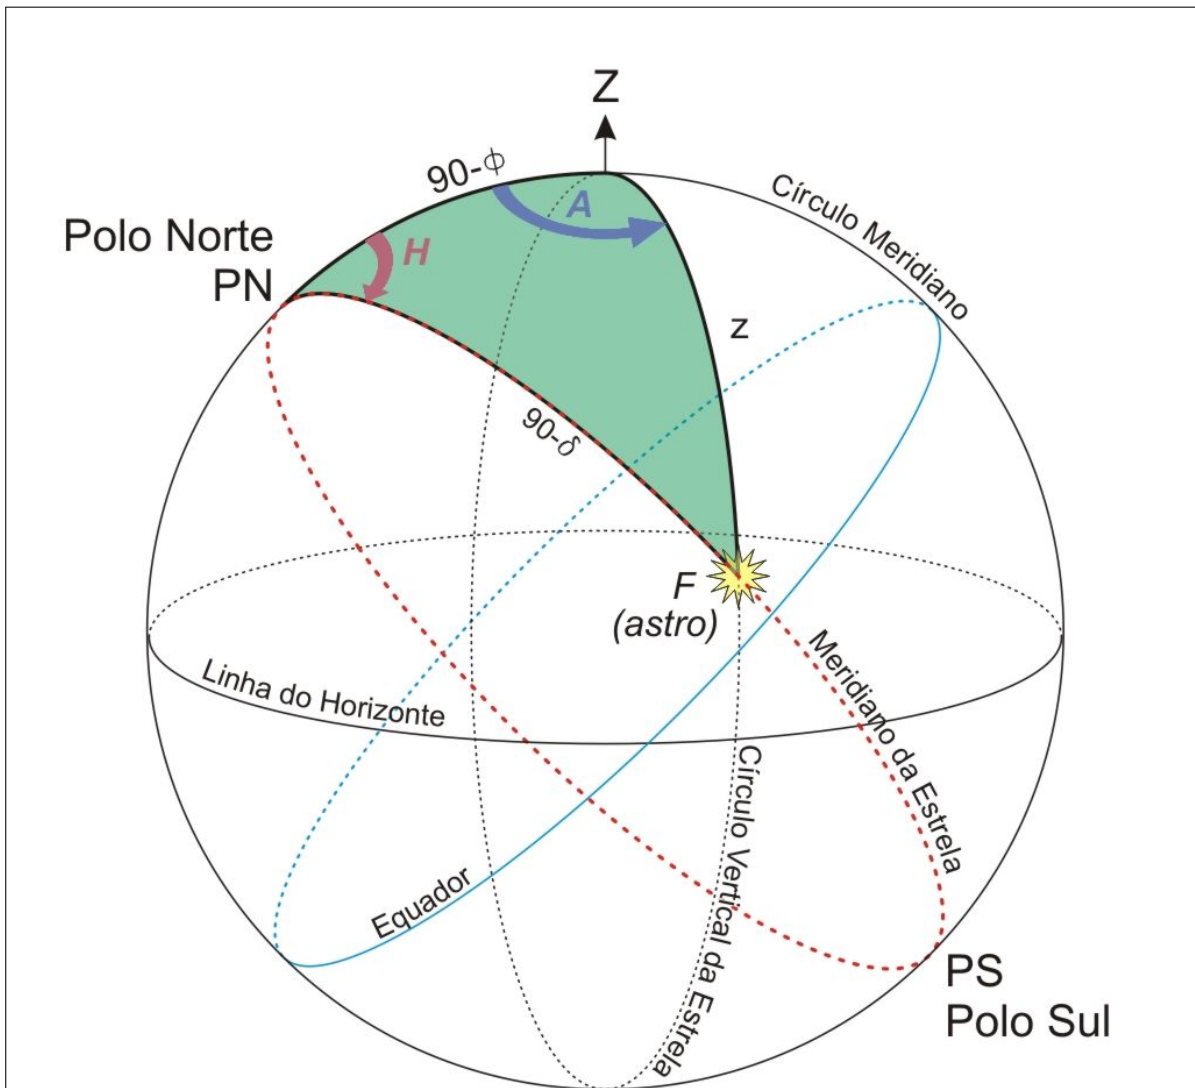 Z
90-ϕ
A
Círculo Meridiano
Polo Norte
PN
H
z
90-δ
F
(astro)
Linha do Horizonte
Meridiano da Estrela
Círculo Vertical da Estrela
Equador
PS
Polo Sul